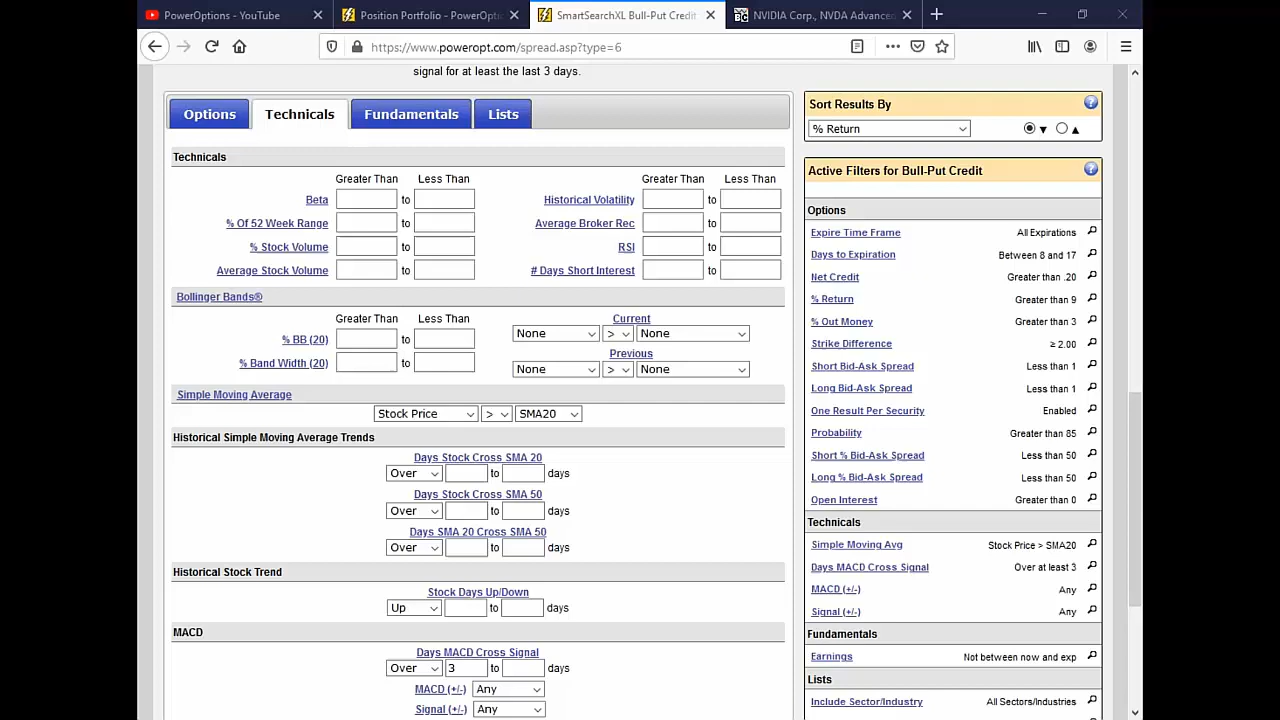 PowerOptions - YouTube
Position Portfolio - PowerOpti
SmartSearchXL Bull-Put Credit
NVIDIA Corp., NVDA Advanced
https://www.poweropt.com/spread.asp?type=6
signal for at least the last 3 days.
Options
Technicals
Fundamentals
Lists
Technicals
Greater Than Less Than
Greater Than Less Than
Beta to
Historical Volatility to
% Of 52 Week Range to
Average Broker Rec to
% Stock Volume to
RSI to
Average Stock Volume to
# Days Short Interest to
Bollinger Bands®
Greater Than Less Than
Current
% BB (20) to
None > None
Previous
% Band Width (20) to
None > None
Simple Moving Average
Stock Price > SMA20
Historical Simple Moving Average Trends
Days Stock Cross SMA 20
Over to days
Days Stock Cross SMA 50
Over to days
Days SMA 20 Cross SMA 50
Over to days
Historical Stock Trend
Stock Days Up/Down
Up to days
MACD
Days MACD Cross Signal
Over 3 to days
MACD (+/-) Any
Signal (+/-) Any
Sort Results By
% Return
Active Filters for Bull-Put Credit
Options
Expire Time Frame All Expirations
Days to Expiration Between 8 and 17
Net Credit Greater than .20
% Return Greater than 9
% Out Money Greater than 3
Strike Difference ≥ 2.00
Short Bid-Ask Spread Less than 1
Long Bid-Ask Spread Less than 1
One Result Per Security Enabled
Probability Greater than 85
Short % Bid-Ask Spread Less than 50
Long % Bid-Ask Spread Less than 50
Open Interest Greater than 0
Technicals
Simple Moving Avg Stock Price > SMA20
Days MACD Cross Signal Over at least 3
MACD (+/-) Any
Signal (+/-) Any
Fundamentals
Earnings Not between now and exp
Lists
Include Sector/Industry All Sectors/Industries